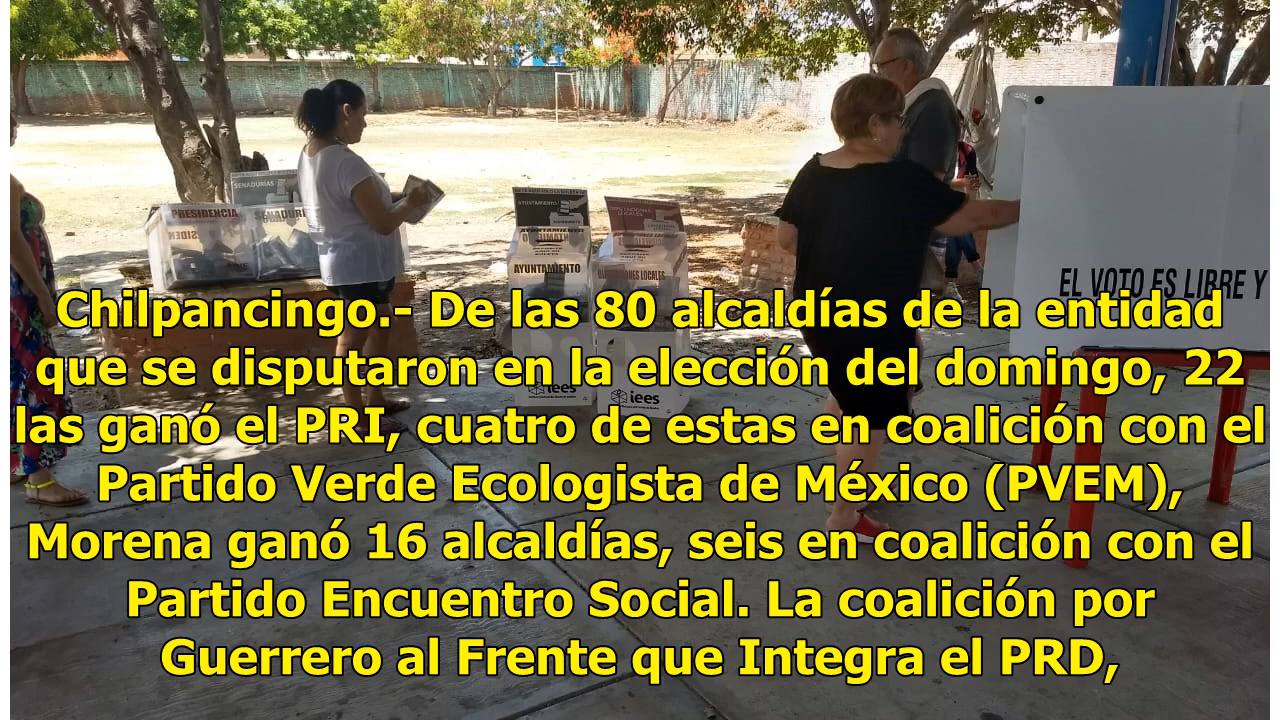 SENADURÍAS
PRESIDENCIA
SENADURÍAS
AYUNTAMIENTO
AYUNTAMIENTO
EL VOTO ES LIBRE Y
Chilpancingo.- De las 80 alcaldías de la entidad
que se disputaron en la elección del domingo, 22
las ganó el PRI, cuatro de estas en coalición con el
Partido Verde Ecologista de México (PVEM),
Morena ganó 16 alcaldías, seis en coalición con el
Partido Encuentro Social. La coalición por
Guerrero al Frente que Integra el PRD,
iees
iees